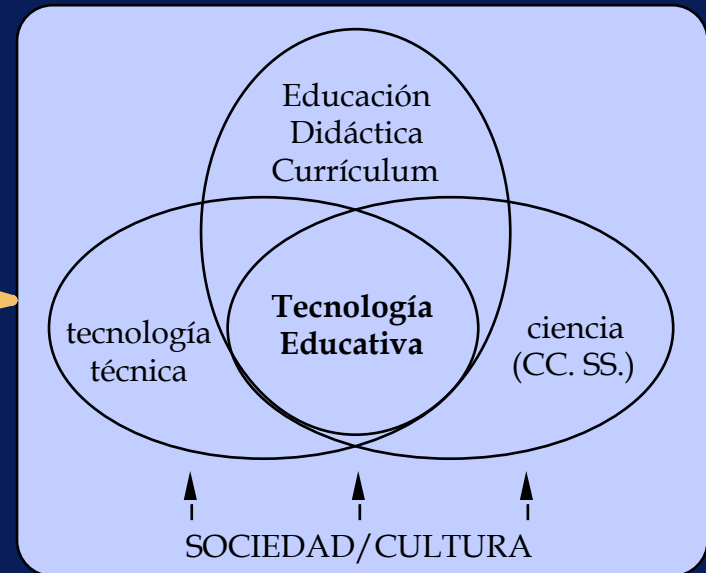 Educación
Didáctica
Currículum
Tecnología
Educativa
tecnología
técnica
ciencia
(CC. SS.)
SOCIEDAD/CULTURA